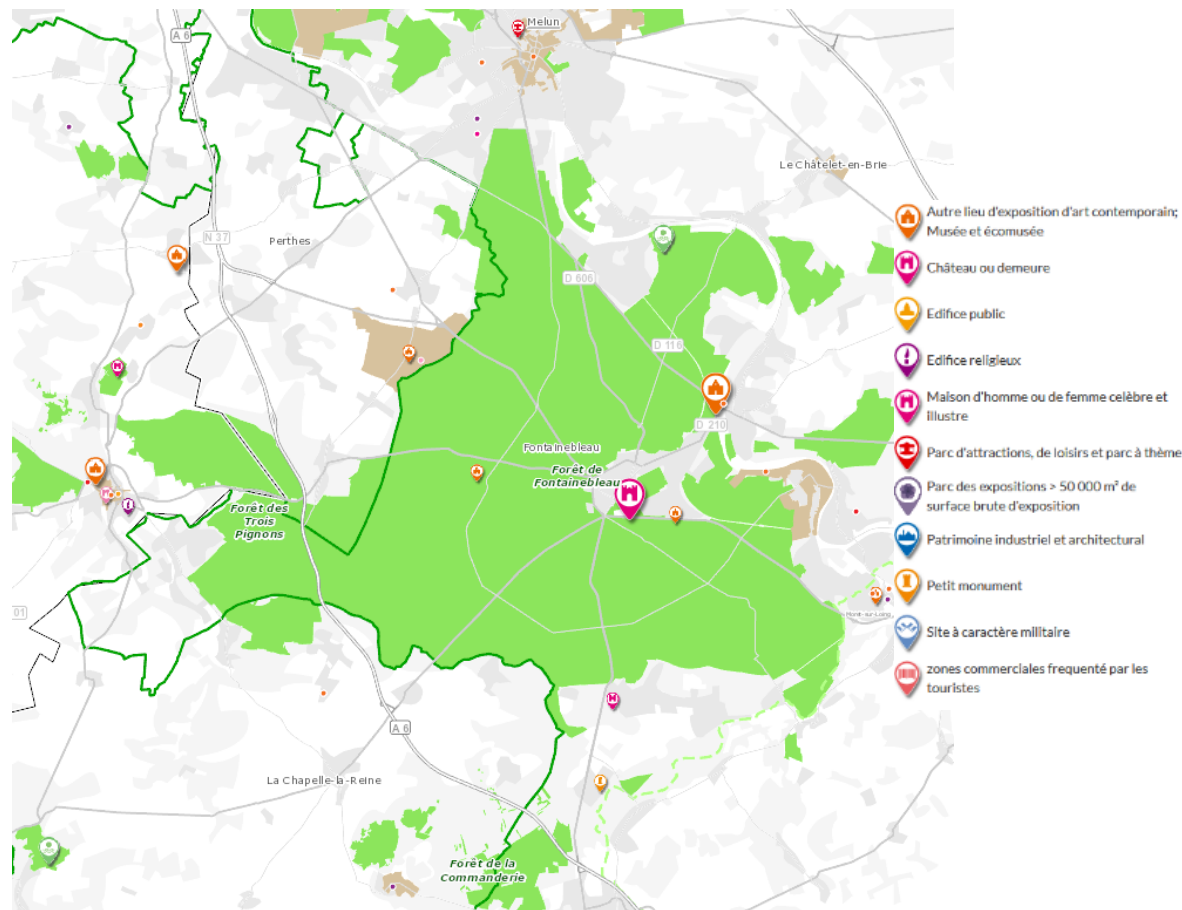 Melun
A 6
Le Châtelet-en-Brie
N 37
Perthes
D 606
D 116
D 210
Fontainebleau
Forêt de
Fontainebleau
Forêt des
Trois
Pignons
01
Moret-sur-Loing
A 6
La Chapelle-la-Reine
Forêt de la
Commanderie
Autre lieu d'exposition d'art contemporain;
Musée et écomusée
Château ou demeure
Edifice public
Edifice religieux
Maison d'homme ou de femme celèbre et
illustre
Parc d'attractions, de loisirs et parc à thème
Parc des expositions > 50 000 m² de
surface brute d'exposition
Patrimoine industriel et architectural
Petit monument
Site à caractère militaire
zones commerciales frequenté par les
touristes